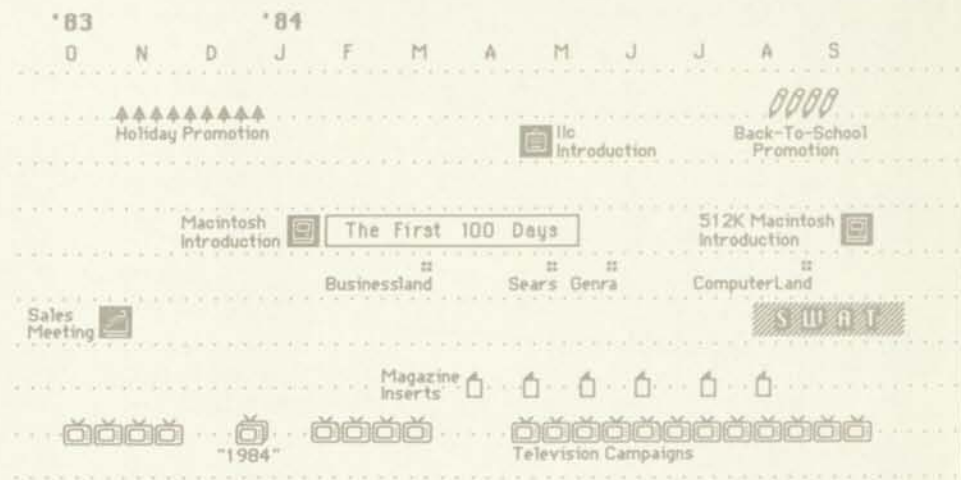 '83 '84
O N D J F M A M J J A S
Holiday Promotion
IIc
Introduction
Back-To-School
Promotion
Macintosh
Introduction
The First 100 Days
512K Macintosh
Introduction
Businessland
Sears
Genra
ComputerLand
Sales
Meeting
SWAT
Magazine
Inserts
"1984"
Television Campaigns